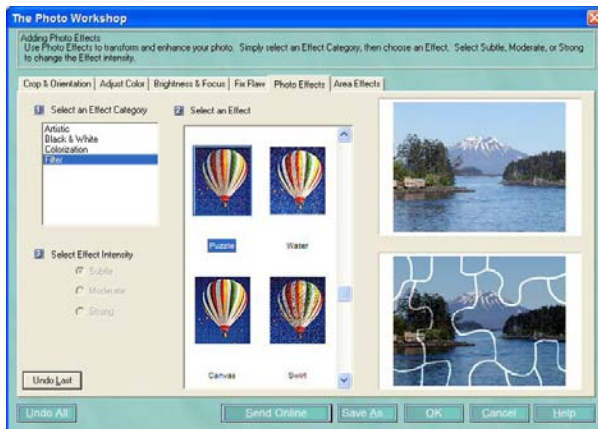 The Photo Workshop
Adding Photo Effects
Use Photo Effects to transform and enhance your photo. Simply select an Effect Category, then choose an Effect. Select Subtle, Moderate, or Strong
to change the Effect intensity.
Crop & Orientation Adjust Color Brightness & Focus Fix Flaw Photo Effects Area Effects
1 Select an Effect Category
Artistic
Black & White
Colorization
Filter
2 Select an Effect
Puzzle Water
Canvas Swirl
3 Select Effect Intensity
Subtle
Moderate
Strong
Undo Last
Undo All Send Online Save As... OK Cancel Help